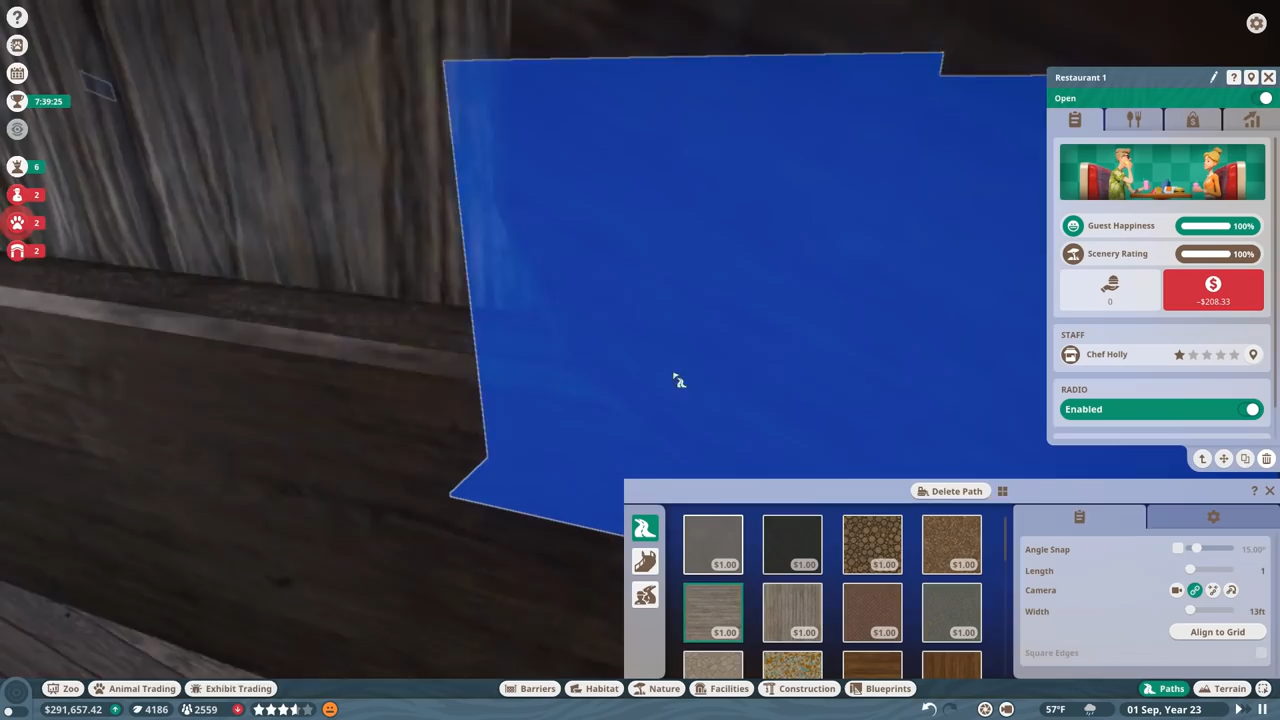 ?
7:39:25
6
2
2
2
Restaurant 1
?
Open
Guest Happiness
100%
Scenery Rating
100%
0
$
-$208.33
STAFF
Chef Holly
RADIO
Enabled
Delete Path
?
$1.00
$1.00
$1.00
$1.00
$1.00
$1.00
$1.00
$1.00
Angle Snap
15.00°
Length
1
Camera
Width
13ft
Align to Grid
Square Edges
Zoo
Animal Trading
Exhibit Trading
Barriers
Habitat
Nature
Facilities
Construction
Blueprints
Paths
Terrain
$291,657.42
4186
2559
57°F
01 Sep, Year 23